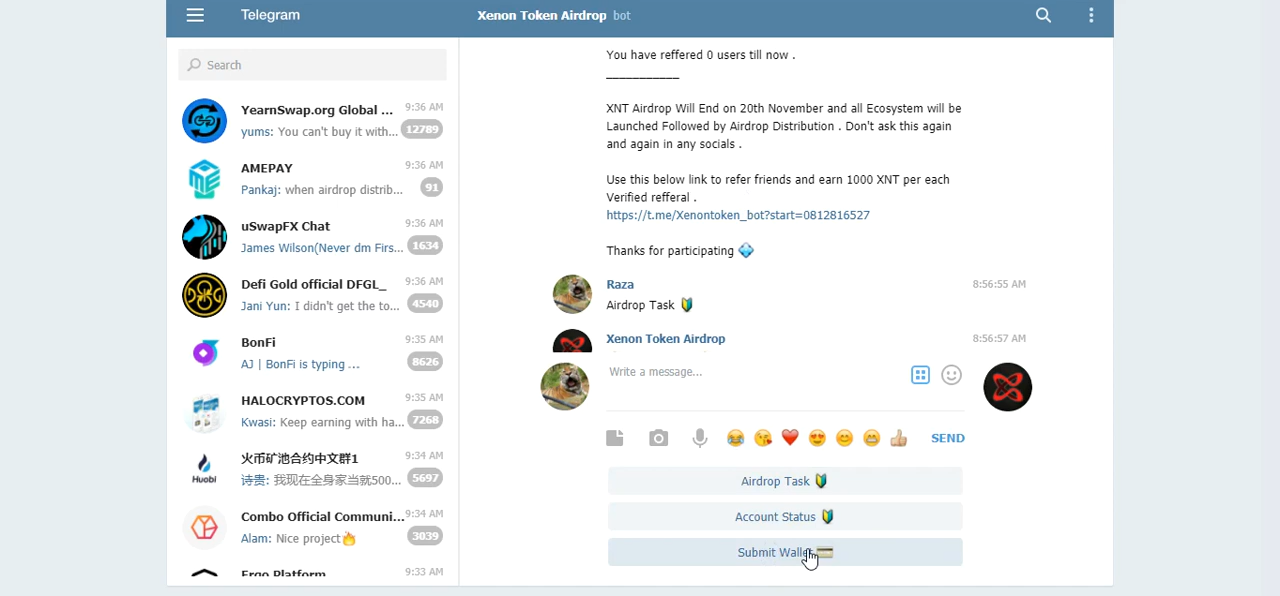 Telegram
Xenon Token Airdrop bot
Search
YearnSwap.org Global ... 9:36 AM
yums: You can't buy it with... 12789
AMEPAY 9:36 AM
Pankaj: when airdrop distrib... 91
uSwapFX Chat 9:36 AM
James Wilson(Never dm Firs... 1634
Defi Gold official DFGL_ 9:36 AM
Jani Yun: I didn't get the to... 4540
BonFi 9:35 AM
AJ | BonFi is typing ... 8626
HALOCRYPTOS.COM 9:35 AM
Kwasi: Keep earning with ha... 7268
火币矿池合约中文群1 9:34 AM
诗贵: 我现在全身家当就500... 5697
Huobi
Combo Official Communi... 9:34 AM
Alam: Nice project🔥 3039
Ergo Platform 9:33 AM
You have reffered 0 users till now .
___________
XNT Airdrop Will End on 20th November and all Ecosystem will be
Launched Followed by Airdrop Distribution . Don't ask this again
and again in any socials .
Use this below link to refer friends and earn 1000 XNT per each
Verified refferal .
https://t.me/Xenontoken_bot?start=0812816527
Thanks for participating 💠
Raza 8:56:55 AM
Airdrop Task 🔰
Xenon Token Airdrop 8:56:57 AM
Write a message...
SEND
Airdrop Task 🔰
Account Status 🔰
Submit Wallet 💳